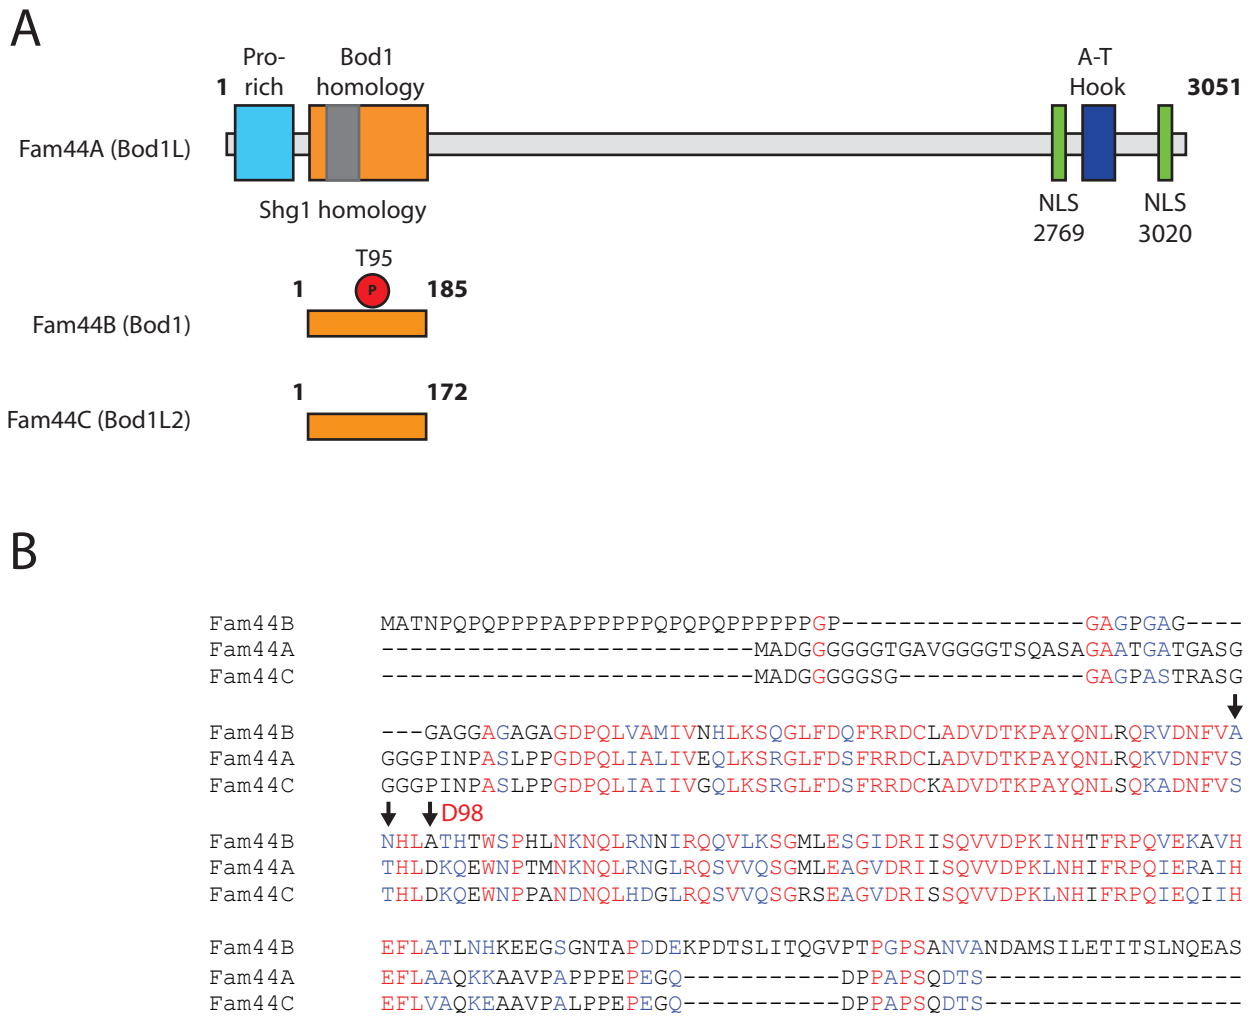 A
Pro-
rich
Bod1
homology
A-T
Hook
1
3051
Fam44A (Bod1L)
Shg1 homology
NLS
2769
NLS
3020
T95
P
1
185
Fam44B (Bod1)
1
172
Fam44C (Bod1L2)
B
Fam44B MATNPQPQPPPPAPPPPPPQPQPQPPPPPPGP-----------------GAGPGAG----
Fam44A --------------------------MADGGGGGGTGAVGGGGTSQASAGAATGATGASG
Fam44C --------------------------MADGGGGGSG-------------GAGPASTRASG
Fam44B ---GAGGAGAGAGDPQLVAMIVNHLKSQGLFDQFRRDCLADVDTKPAYQNLRQRVDNFVA
Fam44A GGGPINPASLPPGDPQLIALIVEQLKSRGLFDSFRRDCLADVDTKPAYQNLRQKVDNFVS
Fam44C GGGPINPASLPPGDPQLIAIIVGQLKSRGLFDSFRRDCKADVDTKPAYQNLSQKADNFVS
D98
Fam44B NHLATHTWSPHLNKNQLRNNIRQQVLKSGMLESGIDRIISQVVDPKINHTFRPQVEKAVH
Fam44A THLDKQEWNPTMNKNQLRNGLRQSVVQSGMLEAGVDRIISQVVDPKLNHIFRPQIERAIH
Fam44C THLDKQEWNPPANDNQLHDGLRQSVVQSGRSEAGVDRISSQVVDPKLNHIFRPQIEQIIH
Fam44B EFLATLNHKEEGSGNTAPDDEKPDTSLITQGVPTPGPSANVANDAMSILETITSLNQEAS
Fam44A EFLAAQKKAAVPAPPPEPEGQ-----------DPPAPSQDTS------------------
Fam44C EFLVAQKEAAVPALPPEPEGQ-----------DPPAPSQDTS------------------